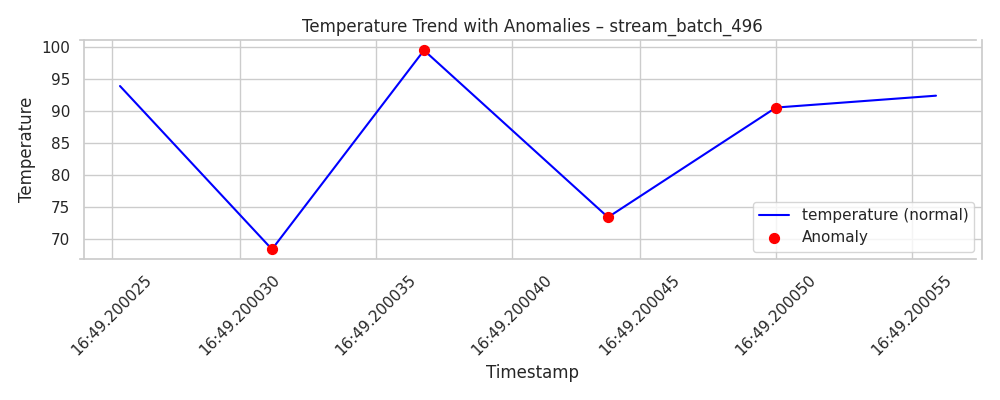 Temperature Trend with Anomalies – stream_batch_496
100
95
90
85
80
75
70
Temperature
temperature (normal)
Anomaly
16:49.200025
16:49.200030
16:49.200035
16:49.200040
16:49.200045
16:49.200050
16:49.200055
Timestamp